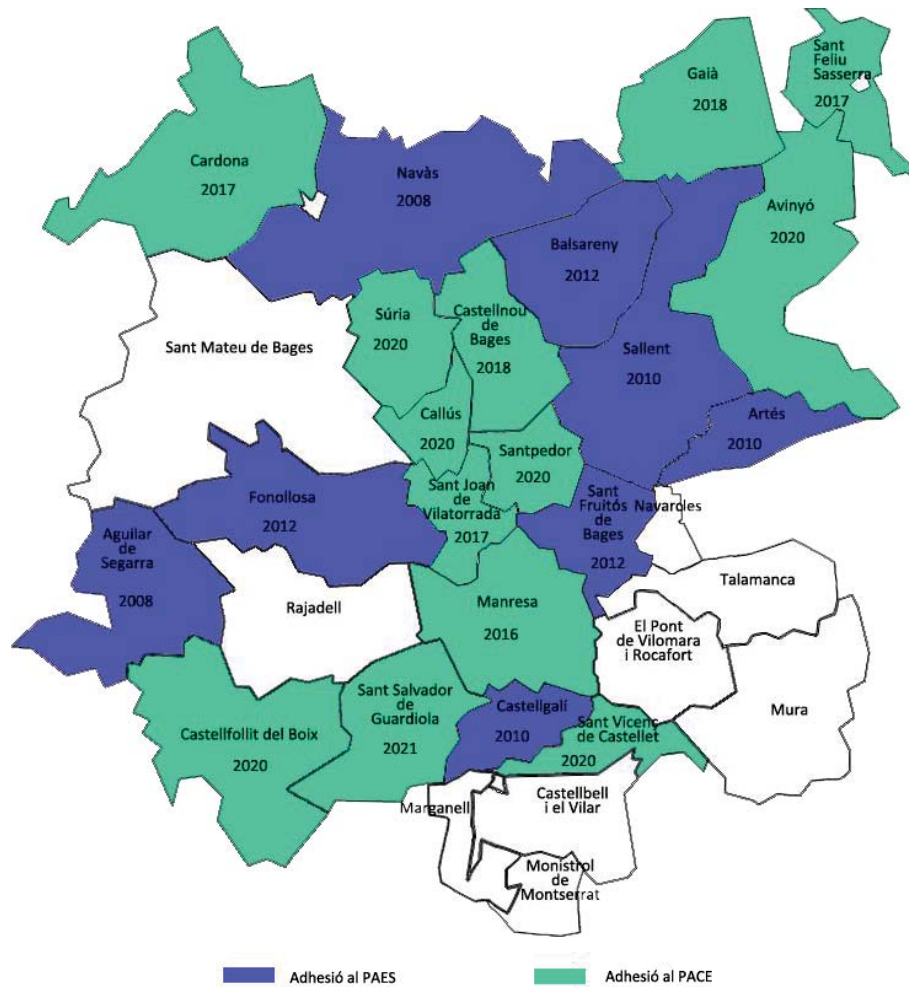 Sant
Feliu
Sasserra
2017
Gaià
2018
Cardona
2017
Navàs
2008
Avinyó
2020
Balsareny
2012
Súria
2020
Castellnou
de
Bages
2018
Sant Mateu de Bages
Sallent
2010
Callús
2020
Artés
2010
Santpedor
2020
Sant Joan
de
Vilatorrada
2017
Sant
Fruitós
de Bages
2012
Navarcles
Fonollosa
2012
Aguilar
de
Segarra
2008
Rajadell
Manresa
2016
Talamanca
El Pont
de Vilomara
i Rocafort
Mura
Sant Salvador
de
Guardiola
2021
Castellgalí
2010
Sant Vicenç
de Castellet
2020
Castellfollit del Boix
2020
Marganell
Castellbell
i el Vilar
Monistrol
de
Montserrat
Adhesió al PAES
Adhesió al PACE